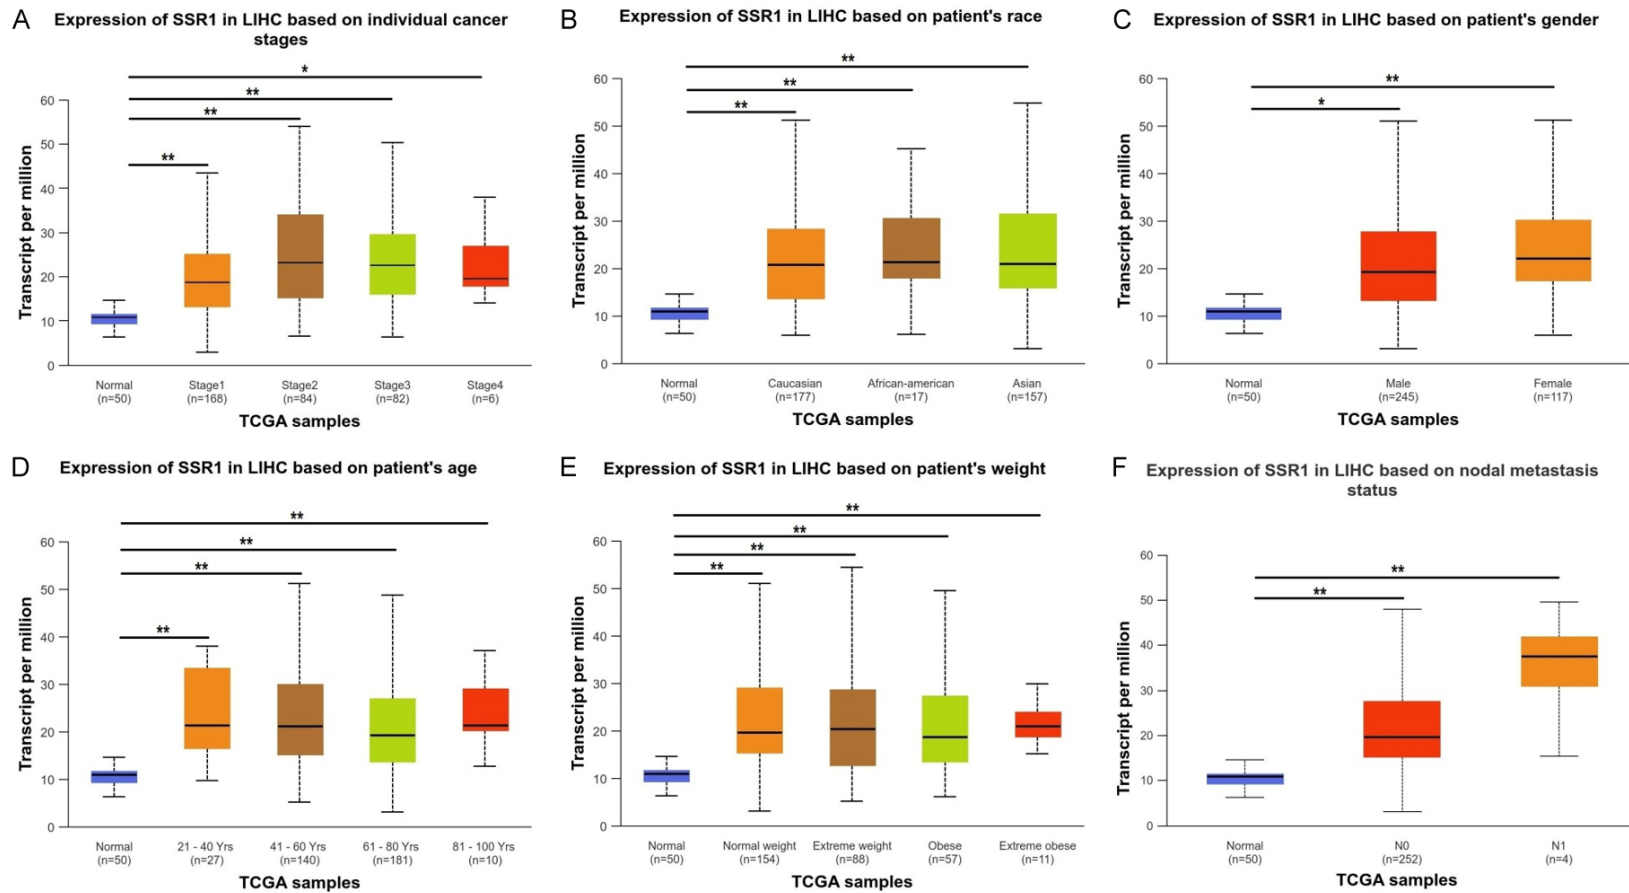 A
Expression of SSR1 in LIHC based on individual cancer
stages
Transcript per million
60
50
40
30
20
10
0
*
**
**
**
Normal
(n=50)
Stage1
(n=168)
Stage2
(n=84)
Stage3
(n=82)
Stage4
(n=6)
TCGA samples
B
Expression of SSR1 in LIHC based on patient's race
Transcript per million
60
50
40
30
20
10
0
**
**
**
Normal
(n=50)
Caucasian
(n=177)
African-american
(n=17)
Asian
(n=157)
TCGA samples
C
Expression of SSR1 in LIHC based on patient's gender
Transcript per million
60
50
40
30
20
10
0
**
*
Normal
(n=50)
Male
(n=245)
Female
(n=117)
TCGA samples
D
Expression of SSR1 in LIHC based on patient's age
Transcript per million
60
50
40
30
20
10
0
**
**
**
**
Normal
(n=50)
21 - 40 Yrs
(n=27)
41 - 60 Yrs
(n=140)
61 - 80 Yrs
(n=181)
81 - 100 Yrs
(n=10)
TCGA samples
E
Expression of SSR1 in LIHC based on patient's weight
Transcript per million
60
50
40
30
20
10
0
**
**
**
**
Normal
(n=50)
Normal weight
(n=154)
Extreme weight
(n=88)
Obese
(n=57)
Extreme obese
(n=11)
TCGA samples
F
Expression of SSR1 in LIHC based on nodal metastasis
status
Transcript per million
60
50
40
30
20
10
0
**
**
Normal
(n=50)
N0
(n=252)
N1
(n=4)
TCGA samples